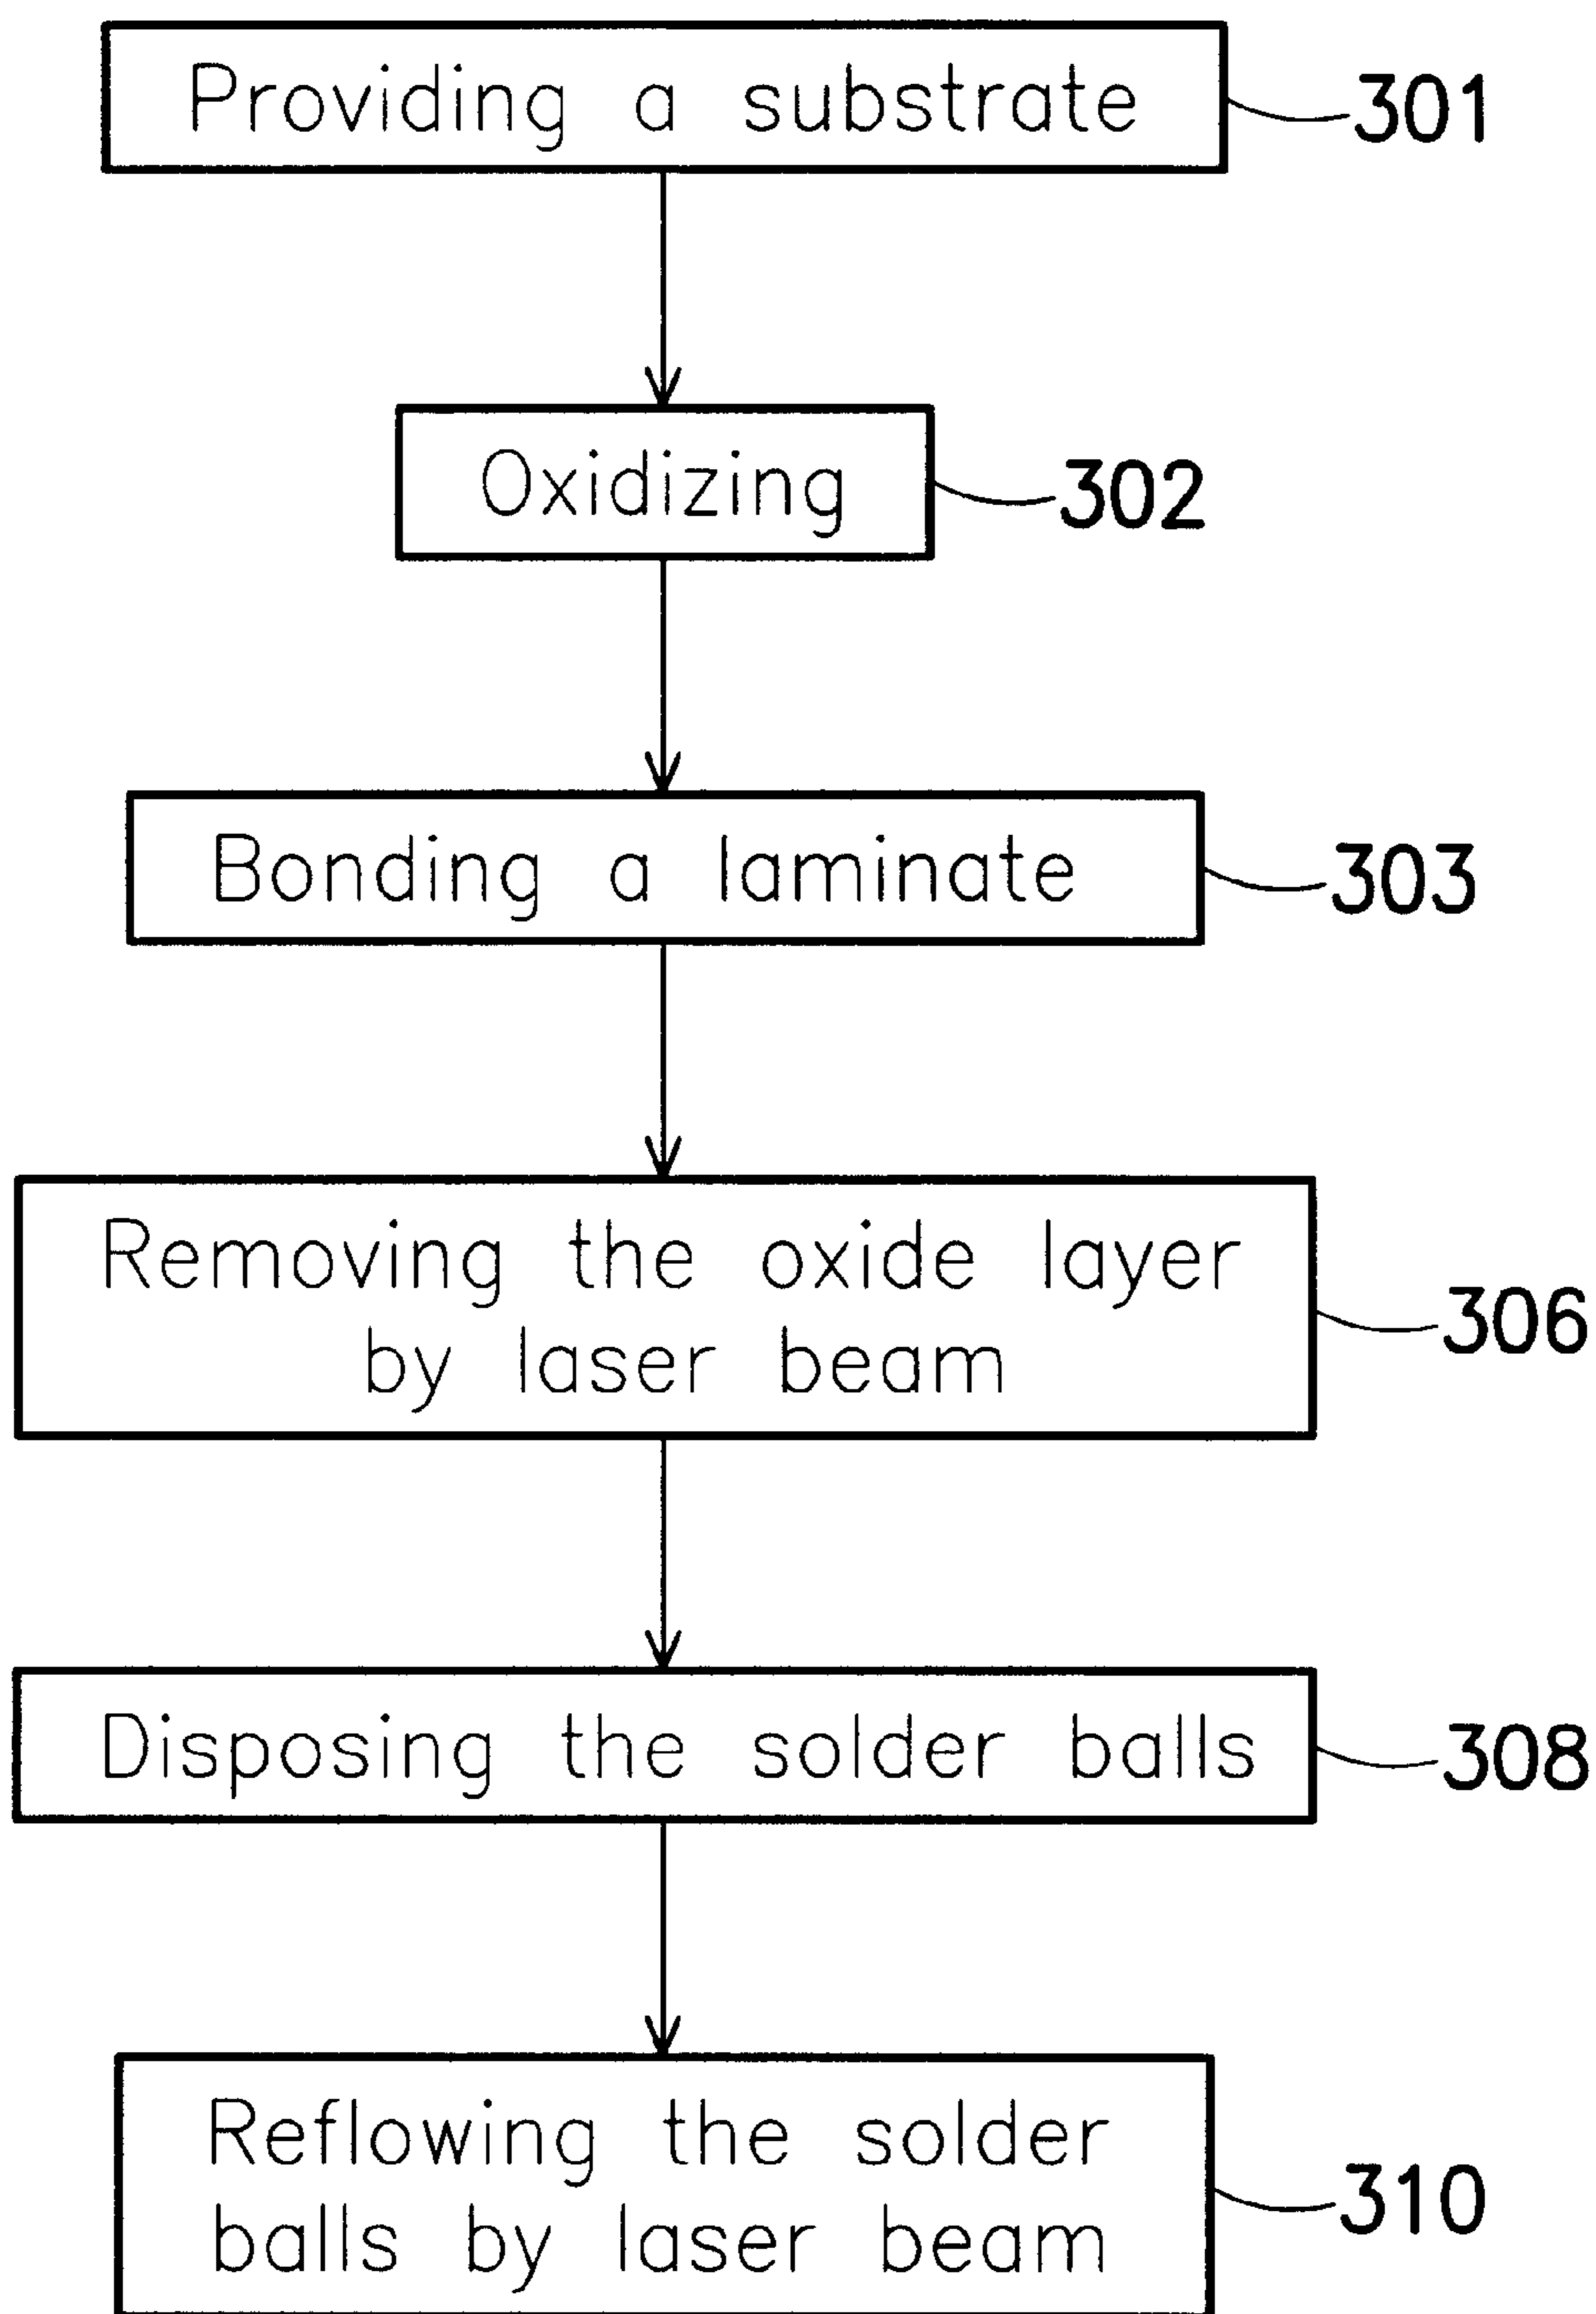 Providing a substrate
301
Oxidizing
302
Bonding a laminate
303
Removing the oxide layer
by laser beam
306
Disposing the solder balls
308
Reflowing the solder
balls by laser beam
310